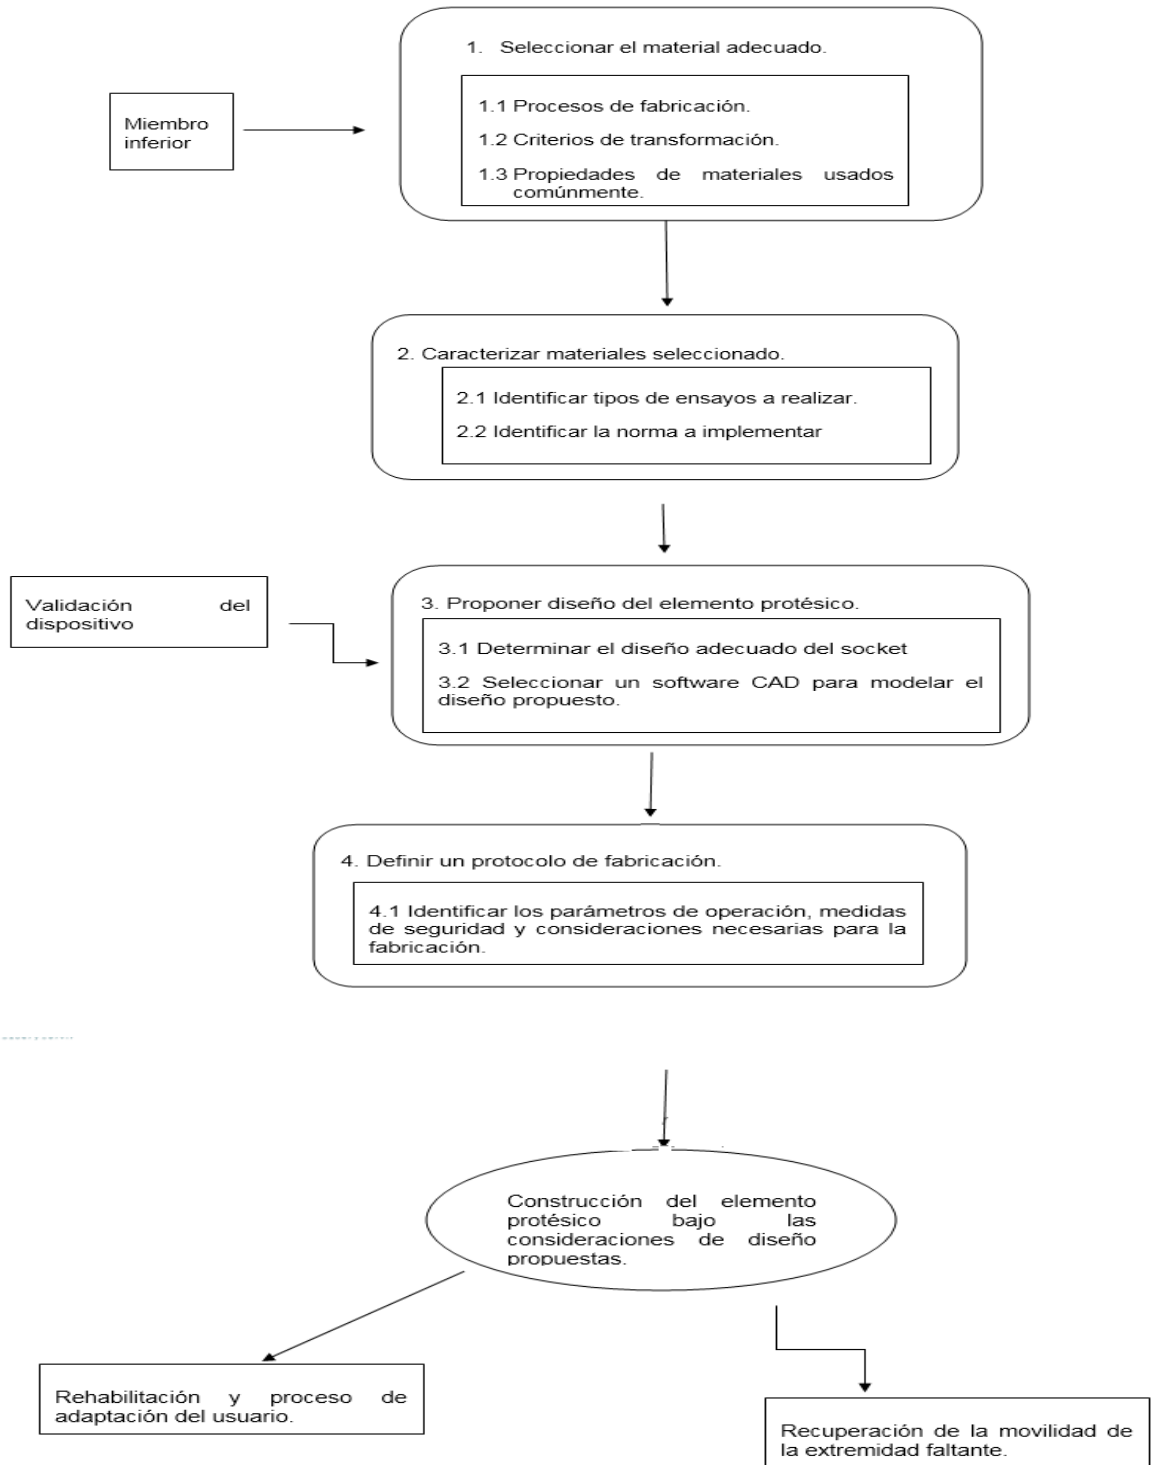 1. Seleccionar el material adecuado.
Miembro
inferior
1.1 Procesos de fabricación.
1.2 Criterios de transformación.
1.3 Propiedades de materiales usados
comúnmente.
2. Caracterizar materiales seleccionado.
2.1 Identificar tipos de ensayos a realizar.
2.2 Identificar la norma a implementar
Validación del
dispositivo
3. Proponer diseño del elemento protésico.
3.1 Determinar el diseño adecuado del socket
3.2 Seleccionar un software CAD para modelar el
diseño propuesto.
4. Definir un protocolo de fabricación.
4.1 Identificar los parámetros de operación, medidas
de seguridad y consideraciones necesarias para la
fabricación.
Construcción del elemento
protésico bajo las
consideraciones de diseño
propuestas.
Rehabilitación y proceso de
adaptación del usuario.
Recuperación de la movilidad de
la extremidad faltante.